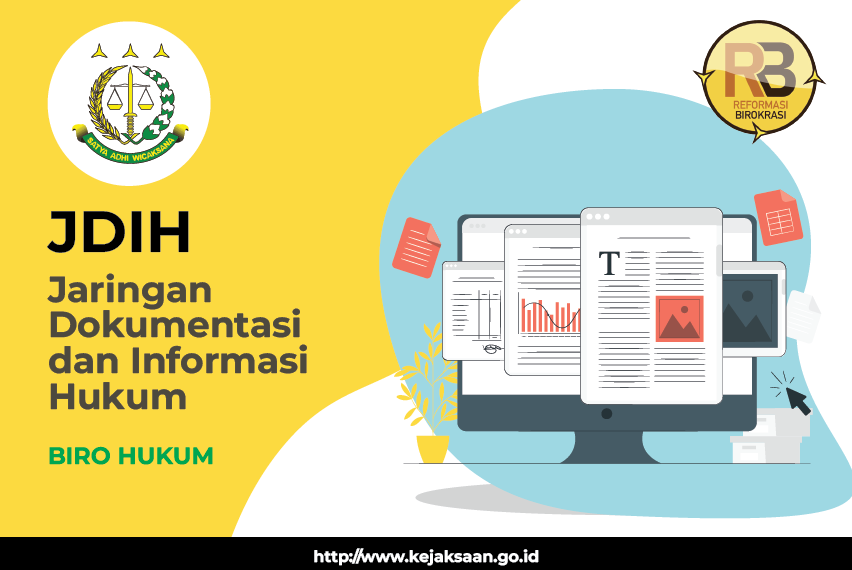 SATYA ADHI WICAKSANA
RB
REFORMASI
BIROKRASI
JDIH
Jaringan
Dokumentasi
dan Informasi
Hukum
BIRO HUKUM
T
http://www.kejaksaan.go.id